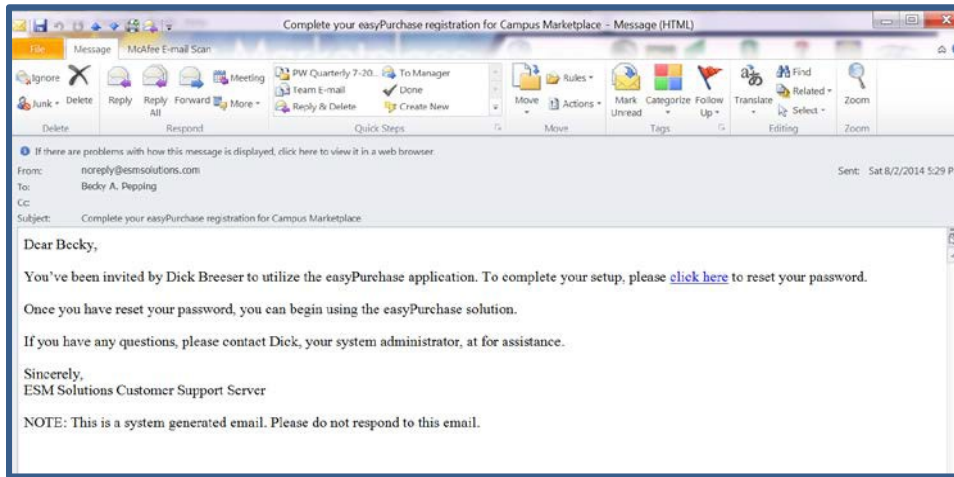 Complete your easyPurchase registration for Campus Marketplace - Message (HTML)
File Message McAfee E-mail Scan
Ignore
Junk
Delete
Reply
Reply All
Forward
Meeting
More
PW Quarterly 7-20...
To Manager
Team E-mail
Done
Reply & Delete
Create New
Move
Rules
Actions
Mark Unread
Categorize
Follow Up
Translate
Find
Related
Select
Zoom
Delete Respond Quick Steps Move Tags Editing Zoom
If there are problems with how this message is displayed, click here to view it in a web browser.
From: noreply@esmsolutions.com Sent: Sat 8/2/2014 5:29 P
To: Becky A. Pepping
Cc:
Subject: Complete your easyPurchase registration for Campus Marketplace
Dear Becky,
You've been invited by Dick Breeser to utilize the easyPurchase application. To complete your setup, please click here to reset your password.
Once you have reset your password, you can begin using the easyPurchase solution.
If you have any questions, please contact Dick, your system administrator, at for assistance.
Sincerely,
ESM Solutions Customer Support Server
NOTE: This is a system generated email. Please do not respond to this email.